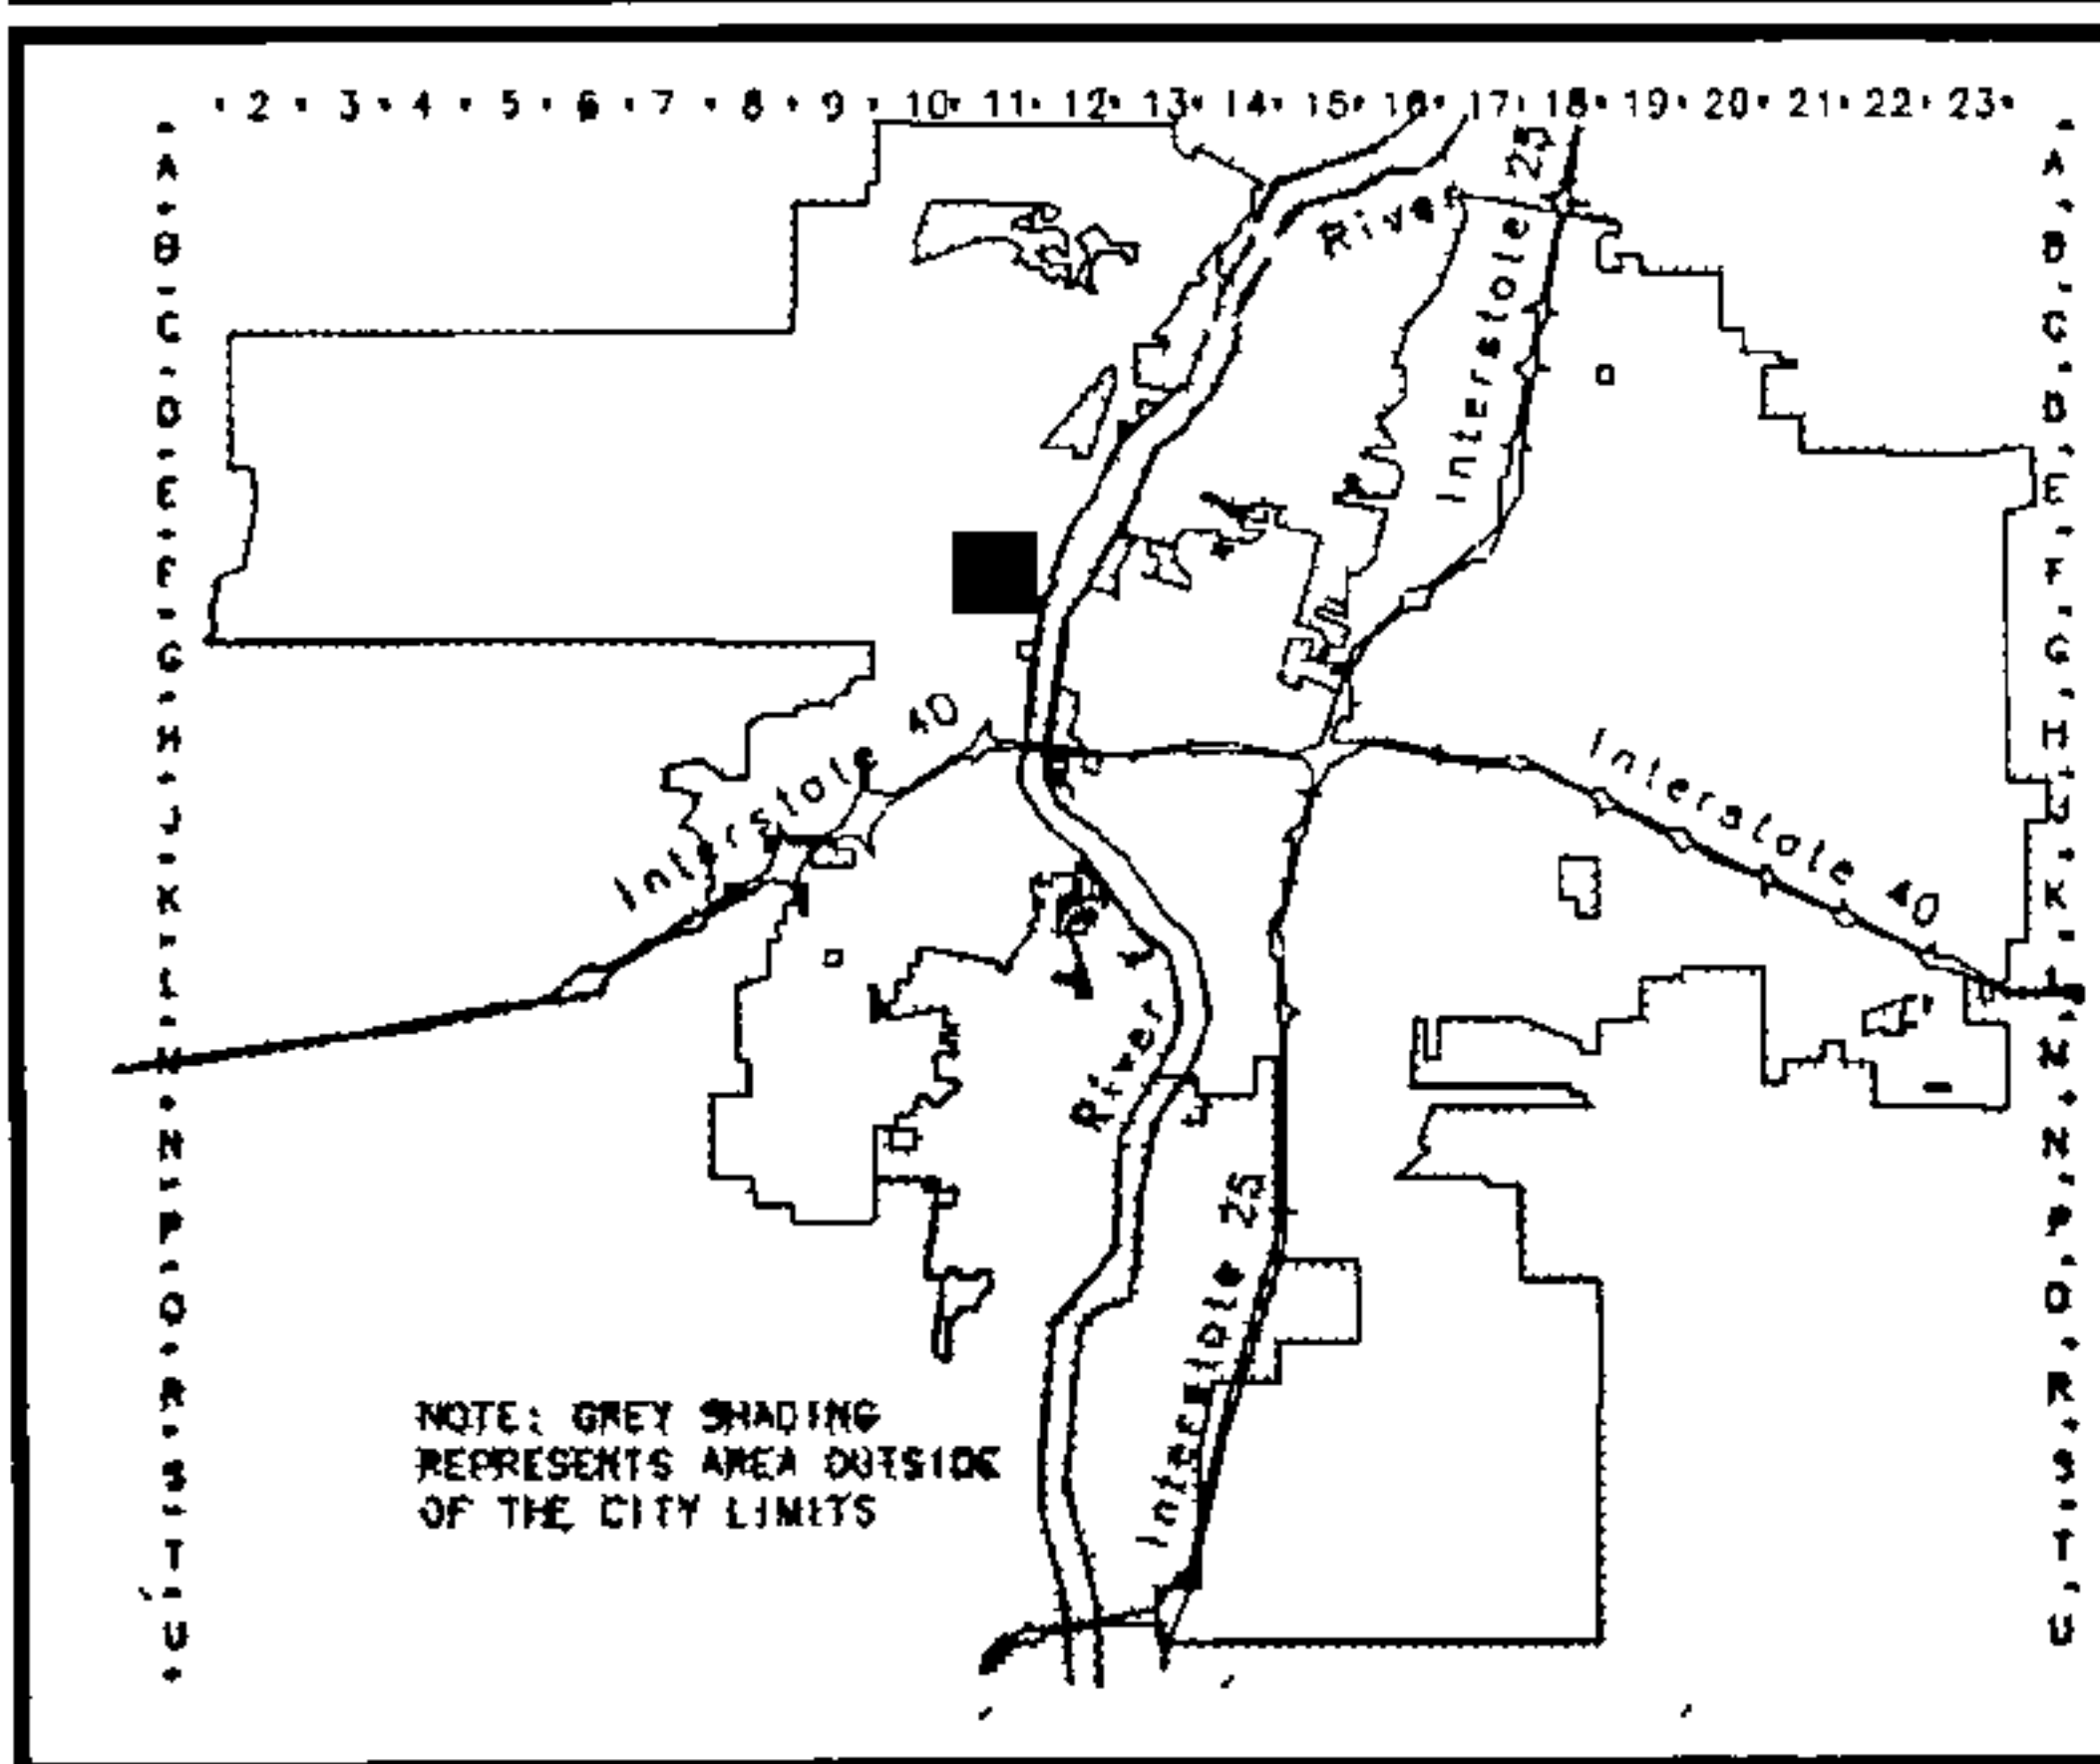 · 2 · 3 · 4 · 5 · 6 · 7 · 8 · 9 · 10 · 11 · 12 · 13 · 14 · 15 · 16 · 17 · 18 · 19 · 20 · 21 · 22 · 23 ·
A · B · C · D · E · F · G · H · J · K · L · M · N · P · Q · R · S · T · U
A · B · C · D · E · F · G · H · J · K · L · M · N · P · Q · R · S · T · U
River
Interstate 25
Interstate 40
Interstate 40
River
Interstate 25
NOTE: GREY SHADING
REPRESENTS AREA OUTSIDE
OF THE CITY LIMITS